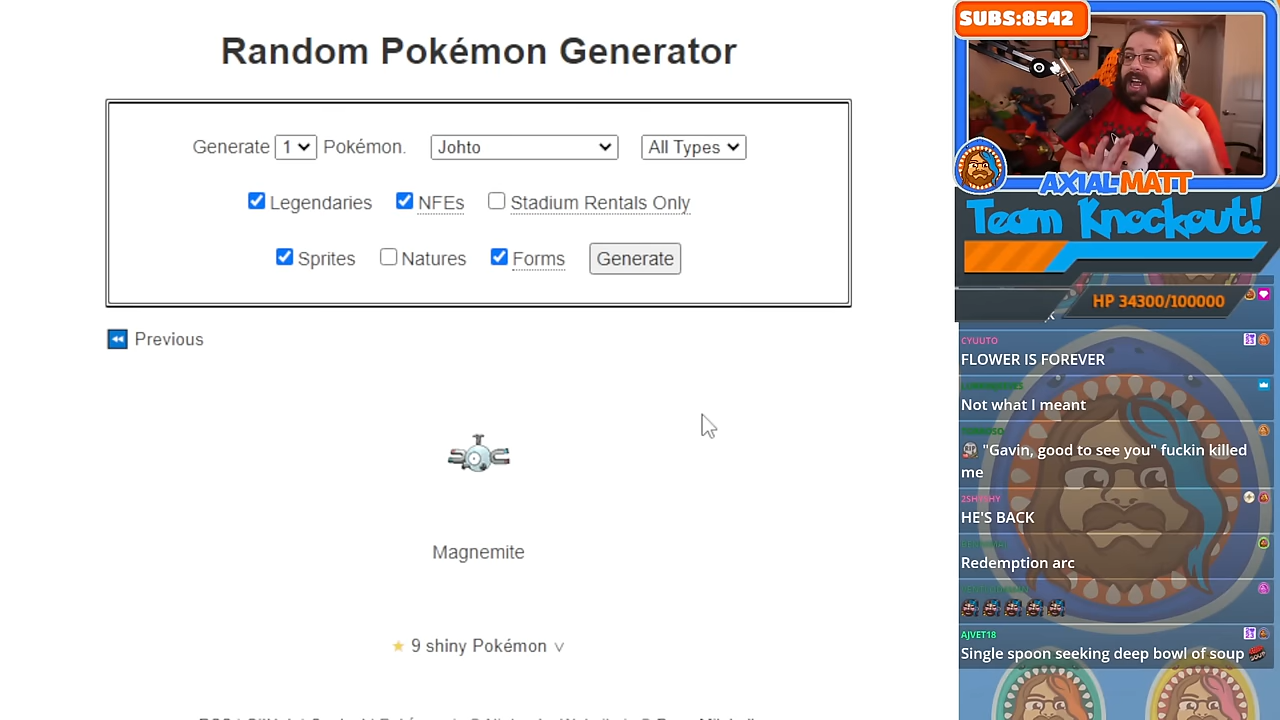 Random Pokémon Generator
Generate 1 Pokémon. Johto All Types
Legendaries NFEs Stadium Rentals Only
Sprites Natures Forms Generate
Previous
Magnemite
9 shiny Pokémon
SUBS:8542
AXIALMATT
Team Knockout!
HP 34300/100000
CYUUTO
FLOWER IS FOREVER
Not what I meant
"Gavin, good to see you" fuckin killed
me
HE'S BACK
Redemption arc
AJVET18
Single spoon seeking deep bowl of soup